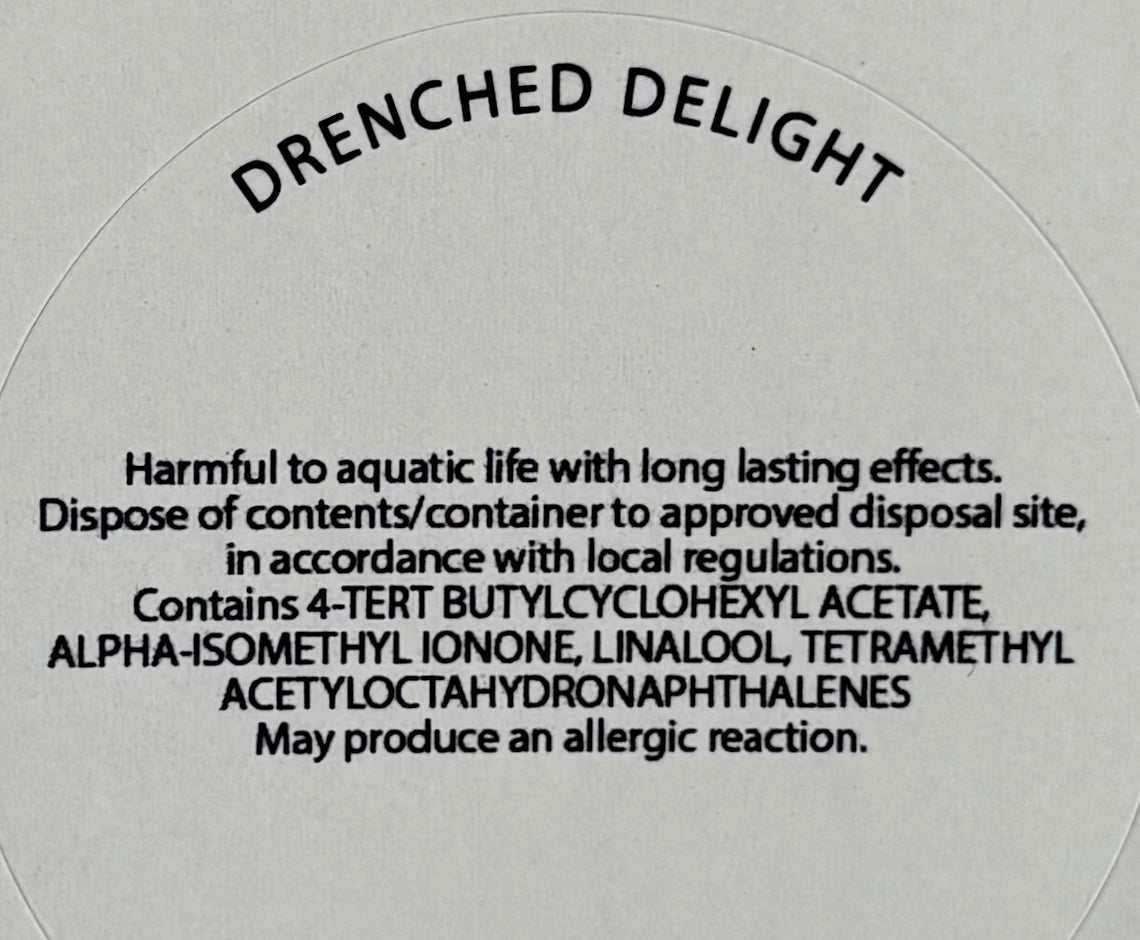 DRENCHED DELIGHT
Harmful to aquatic life with long lasting effects.
Dispose of contents/container to approved disposal site,
in accordance with local regulations.
Contains 4-TERT BUTYLCYCLOHEXYL ACETATE,
ALPHA-ISOMETHYL IONONE, LINALOOL, TETRAMETHYL
ACETYLOCTAHYDRONAPHTHALENES
May produce an allergic reaction.